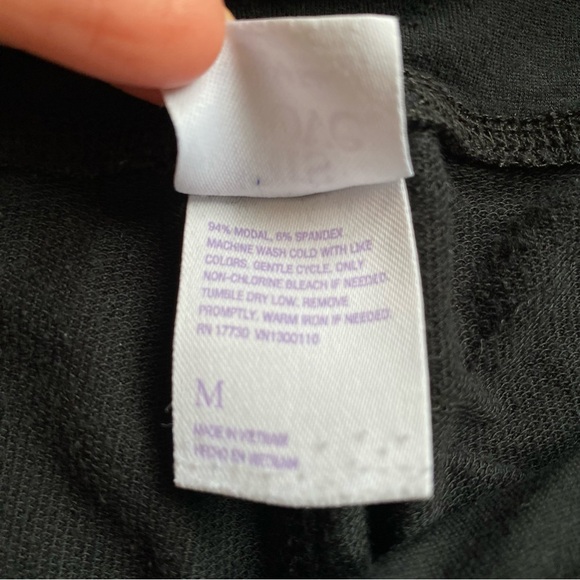 94% MODAL, 6% SPANDEX
MACHINE WASH COLD WITH LIKE
COLORS, GENTLE CYCLE. ONLY
NON-CHLORINE BLEACH IF NEEDED.
TUMBLE DRY LOW. REMOVE
PROMPTLY. WARM IRON IF NEEDED.
RN 17730 VN1300110
M
MADE IN VIETNAM
HECHO EN VIETNAM